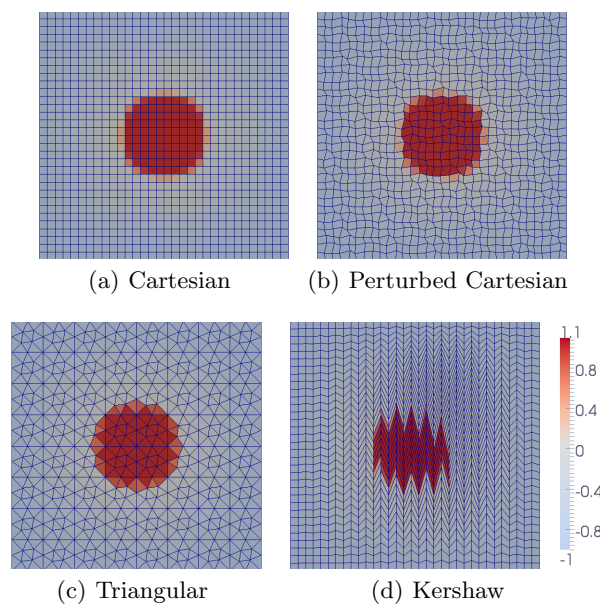 (a) Cartesian
(b) Perturbed Cartesian
1.1
0.8
0.4
0
-0.4
-0.8
-1
(c) Triangular
(d) Kershaw